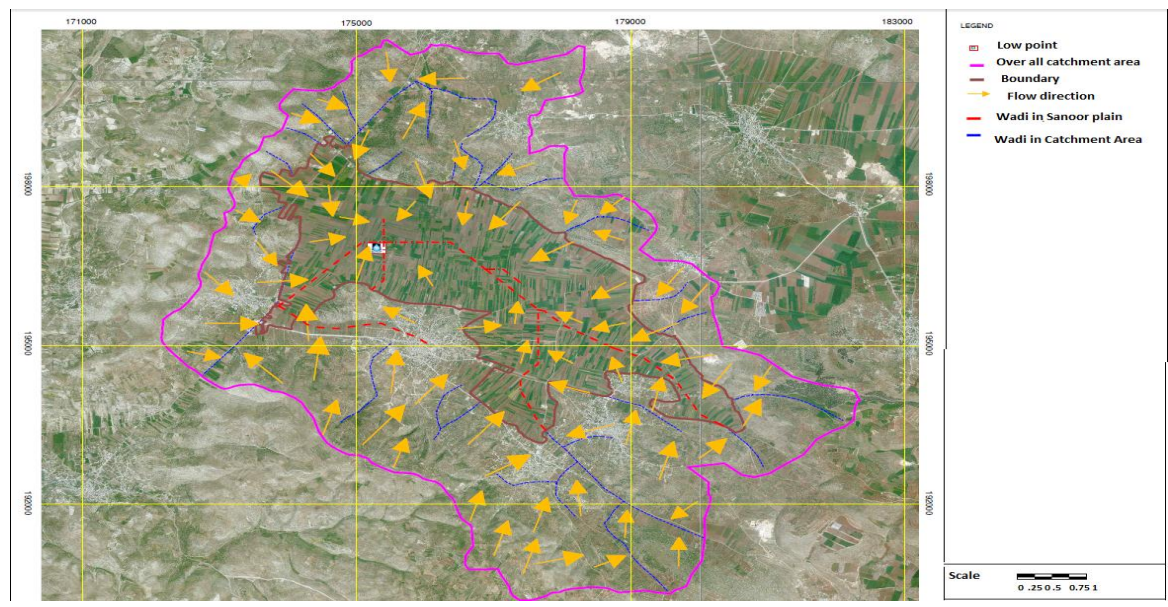 171000
175000
179000
183000
198000
198000
195000
195000
192000
192000
LEGEND
Low point
Over all catchment area
Boundary
Flow direction
Wadi in Sanoor plain
Wadi in Catchment Area
Scale
0 .25 0.5 0.75 1